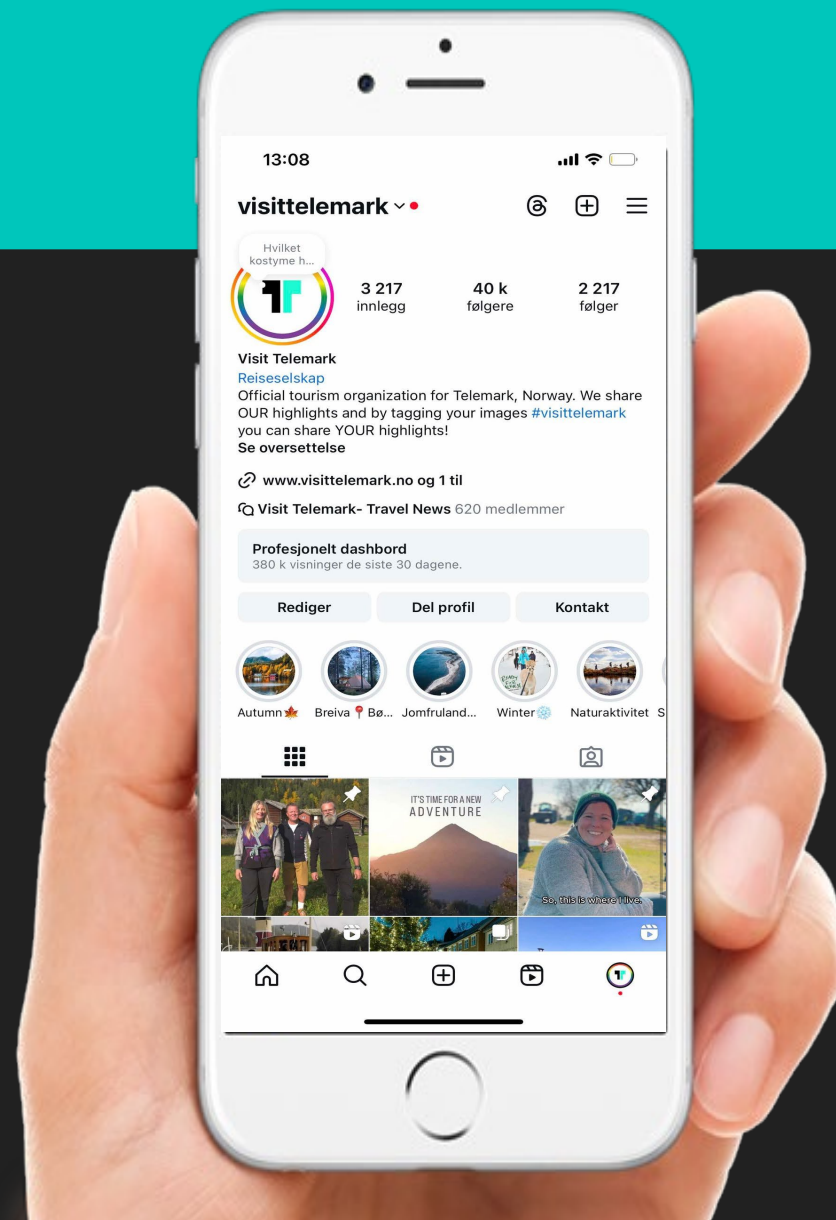 13:08
visittelemark
Hvilket
kostyme h...
3 217
innlegg
40 k
følgere
2 217
følger
Visit Telemark
Reiseselskap
Official tourism organization for Telemark, Norway. We share
OUR highlights and by tagging your images #visittelemark
you can share YOUR highlights!
Se oversettelse
www.visittelemark.no og 1 til
Visit Telemark- Travel News 620 medlemmer
Profesjonelt dashbord
380 k visninger de siste 30 dagene.
Rediger
Del profil
Kontakt
Autumn🍁
Breiva📍Bø...
Jomfruland...
Winter❄️
Naturaktivitet
S
IT'S TIME FOR A NEW
ADVENTURE
So, this is where I live.